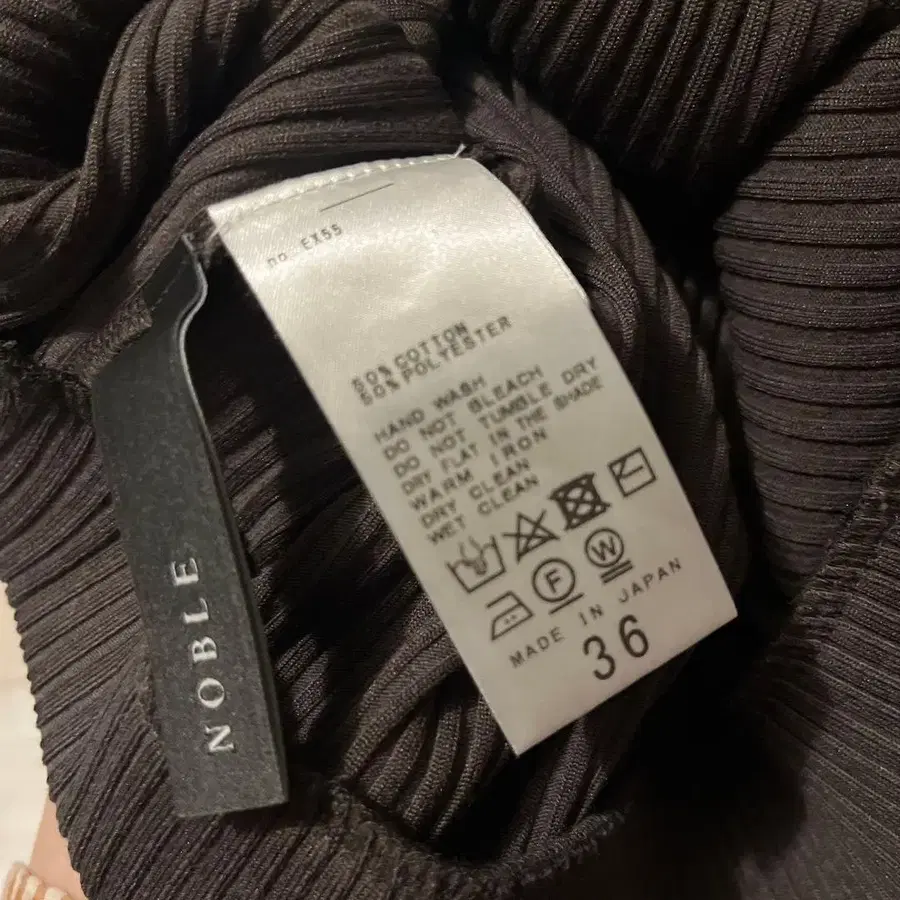 no. EX55
50% COTTON
50% POLYESTER
HAND WASH
DO NOT BLEACH
DO NOT TUMBLE DRY
DRY FLAT IN THE SHADE
WARM IRON
DRY CLEAN
WET CLEAN
F
W
MADE IN JAPAN
36
NOBLE